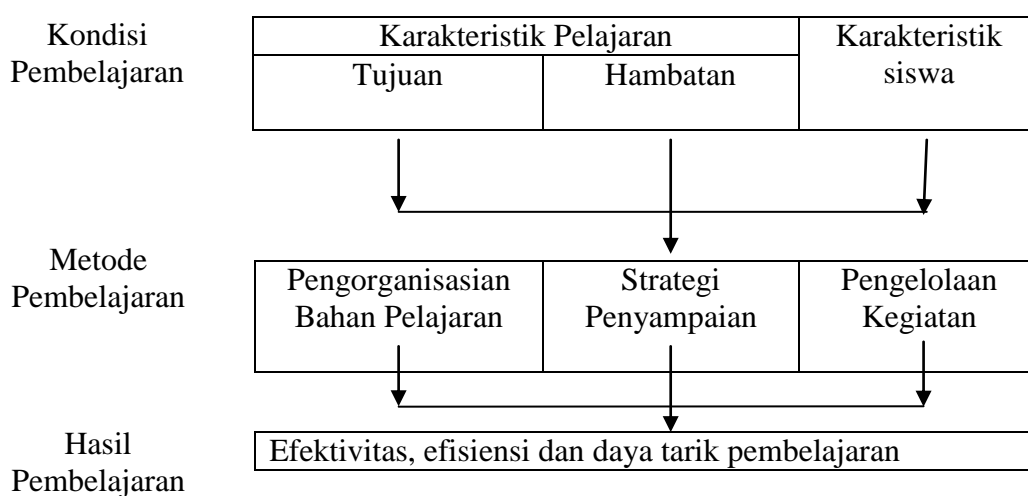 Kondisi
Pembelajaran
Karakteristik Pelajaran
Karakteristik
siswa
Tujuan
Hambatan
Metode
Pembelajaran
Pengorganisasian
Bahan Pelajaran
Strategi
Penyampaian
Pengelolaan
Kegiatan
Hasil
Pembelajaran
Efektivitas, efisiensi dan daya tarik pembelajaran